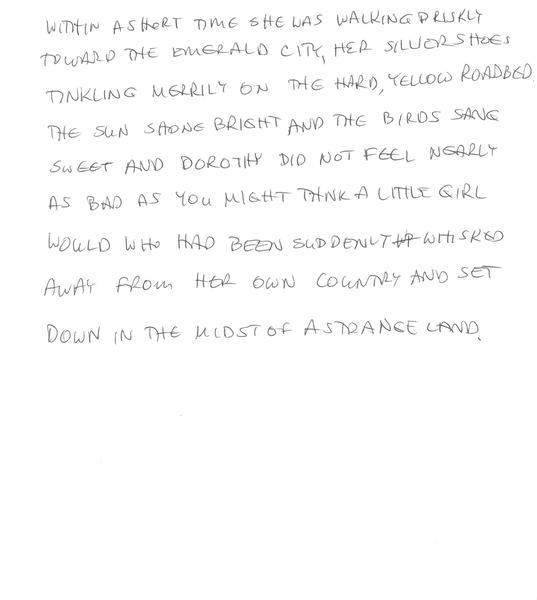 WITHIN A SHORT TIME SHE WAS WALKING BRISKLY
TOWARD THE EMERALD CITY, HER SILVER SHOES
TINKLING MERRILY ON THE HARD, YELLOW ROADBED.
THE SUN SHONE BRIGHT AND THE BIRDS SANG
SWEET AND DOROTHY DID NOT FEEL NEARLY
AS BAD AS YOU MIGHT THINK A LITTLE GIRL
WOULD WHO HAD BEEN SUDDENLY WHISKED
AWAY FROM HER OWN COUNTRY AND SET
DOWN IN THE MIDST OF A STRANGE LAND.